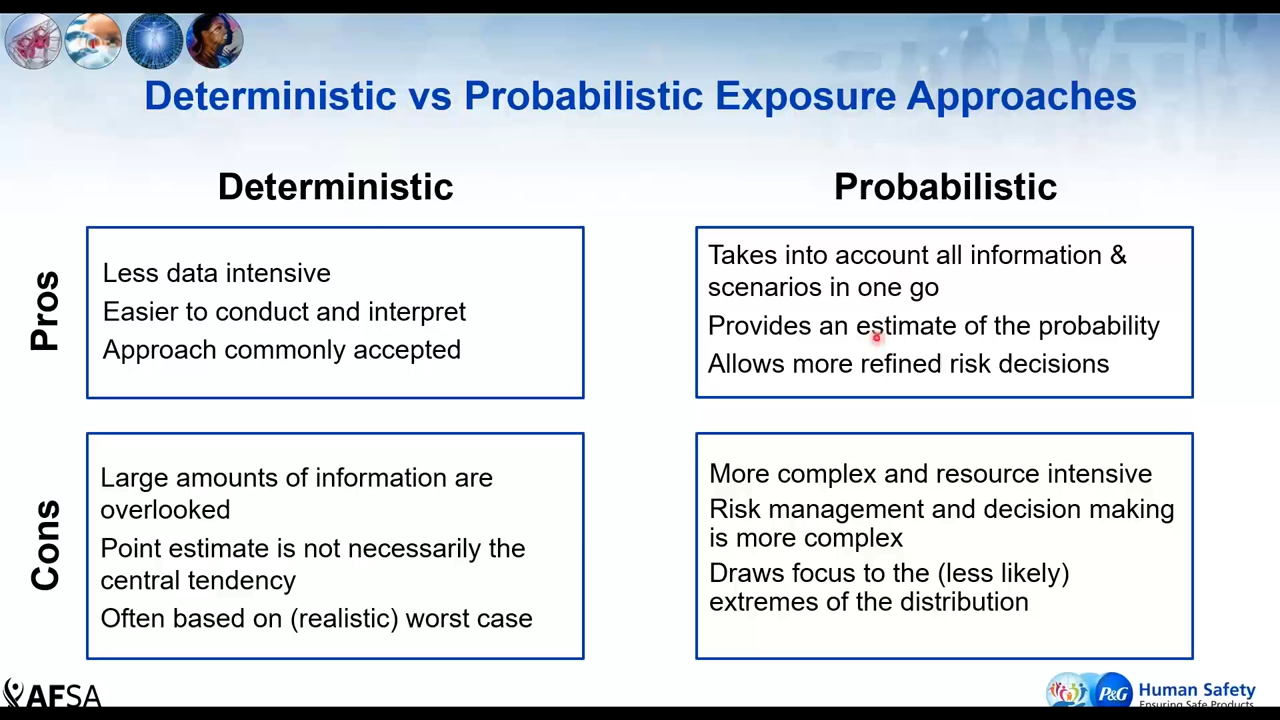 Deterministic vs Probabilistic Exposure Approaches
Deterministic
Probabilistic
Pros
Less data intensive
Easier to conduct and interpret
Approach commonly accepted
Takes into account all information &
scenarios in one go
Provides an estimate of the probability
Allows more refined risk decisions
Cons
Large amounts of information are
overlooked
Point estimate is not necessarily the
central tendency
Often based on (realistic) worst case
More complex and resource intensive
Risk management and decision making
is more complex
Draws focus to the (less likely)
extremes of the distribution
AFSA
P&G
Human Safety
Ensuring Safe Products